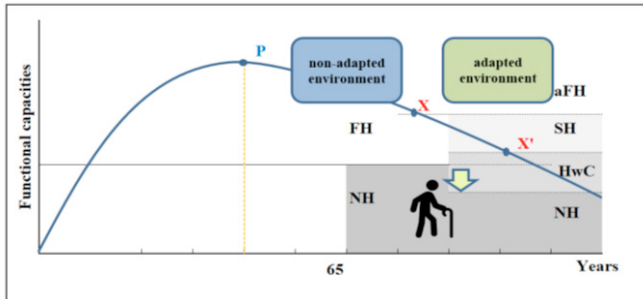 P
non-adapted
environment
adapted
environment
aFH
X
FH
SH
X'
HwC
NH
NH
Functional capacities
65
Years